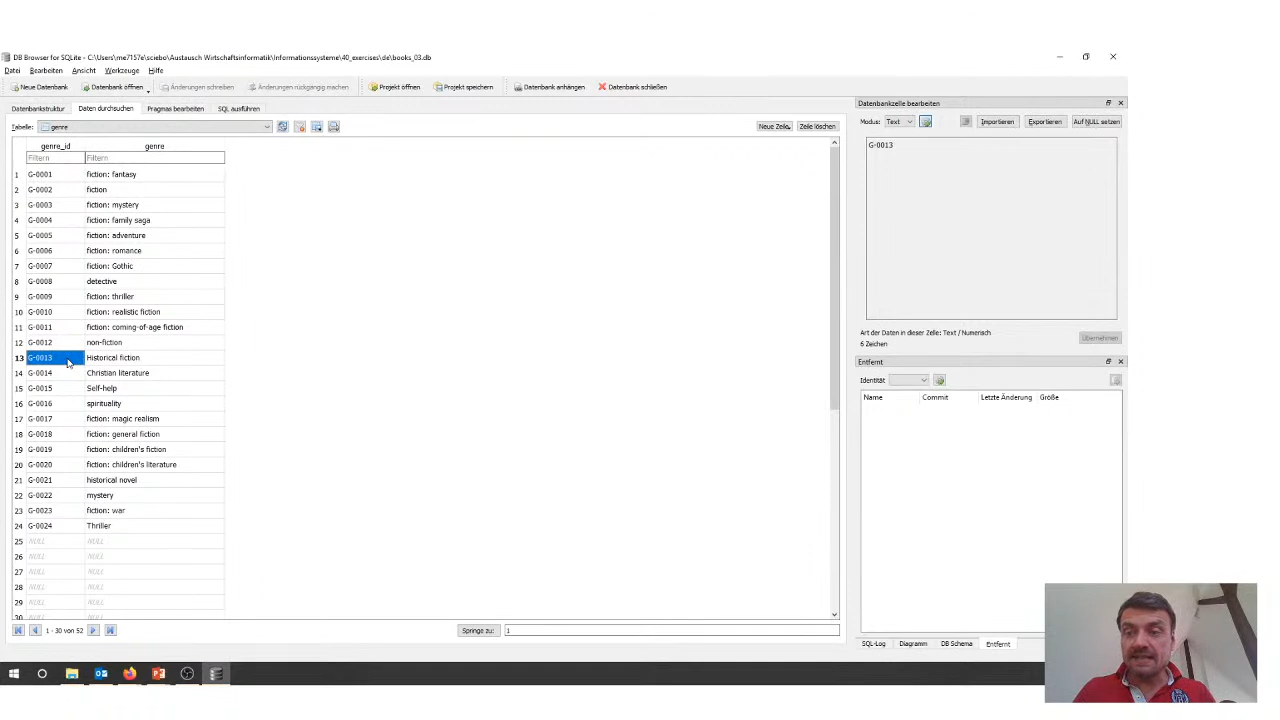 DB Browser for SQLite - C:\Users\me7157e\sciebo\Austausch Wirtschaftsinformatik\Informationssysteme\40_exercises\de\books_03.db
Datei Bearbeiten Ansicht Werkzeuge Hilfe
Neue Datenbank Datenbank öffnen Änderungen schreiben Änderungen rückgängig machen Projekt öffnen Projekt speichern Datenbank anhängen Datenbank schließen
Datenbankstruktur Daten durchsuchen Pragmas bearbeiten SQL ausführen
Tabelle: genre Neue Zeile Zeile löschen
genre_id genre
Filtern Filtern
1 G-0001 fiction: fantasy
2 G-0002 fiction
3 G-0003 fiction: mystery
4 G-0004 fiction: family saga
5 G-0005 fiction: adventure
6 G-0006 fiction: romance
7 G-0007 fiction: Gothic
8 G-0008 detective
9 G-0009 fiction: thriller
10 G-0010 fiction: realistic fiction
11 G-0011 fiction: coming-of-age fiction
12 G-0012 non-fiction
13 G-0013 Historical fiction
14 G-0014 Christian literature
15 G-0015 Self-help
16 G-0016 spirituality
17 G-0017 fiction: magic realism
18 G-0018 fiction: general fiction
19 G-0019 fiction: children's fiction
20 G-0020 fiction: children's literature
21 G-0021 historical novel
22 G-0022 mystery
23 G-0023 fiction: war
24 G-0024 Thriller
25 NULL NULL
26 NULL NULL
27 NULL NULL
28 NULL NULL
29 NULL NULL
30 NULL NULL
1 - 30 von 52 Springe zu: 1
Datenbankzelle bearbeiten
Modus: Text Importieren Exportieren Auf NULL setzen
G-0013
Art der Daten in dieser Zelle: Text / Numerisch
6 Zeichen
Übernehmen
Entfernt
Identität
Name Commit Letzte Änderung Größe
SQL-Log Diagramm DB Schema Entfernt